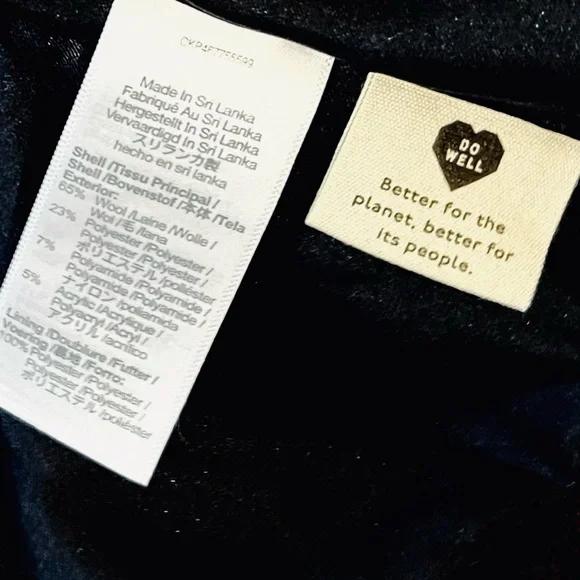 Made In Sri Lanka
Fabriqué Au Sri Lanka
Hergestellt In Sri Lanka
Vervaardigd In Sri Lanka
スリランカ製
hecho en sri lanka
Shell /Tissu Principal /
Shell /Bovenstof /本体 /Tela
Exterior:
65% Wool /Laine /Wolle /
Wol /毛 /lana
23% Polyester /Polyester /
Polyester /Polyester /
ポリエステル /poliéster
7% Polyamide /Polyamide /
Polyamide /Polyamide /
ナイロン /poliamida
5% Acrylic /Acrylique /
Polyacryl /Acryl /
アクリル /acrílico
Lining /Doublure /Futter /
Voering /裏地 /Forro:
100% Polyester /Polyester /
Polyester /Polyester /
ポリエステル /poliéster
DO
WELL
Better for the
planet, better for
its people.